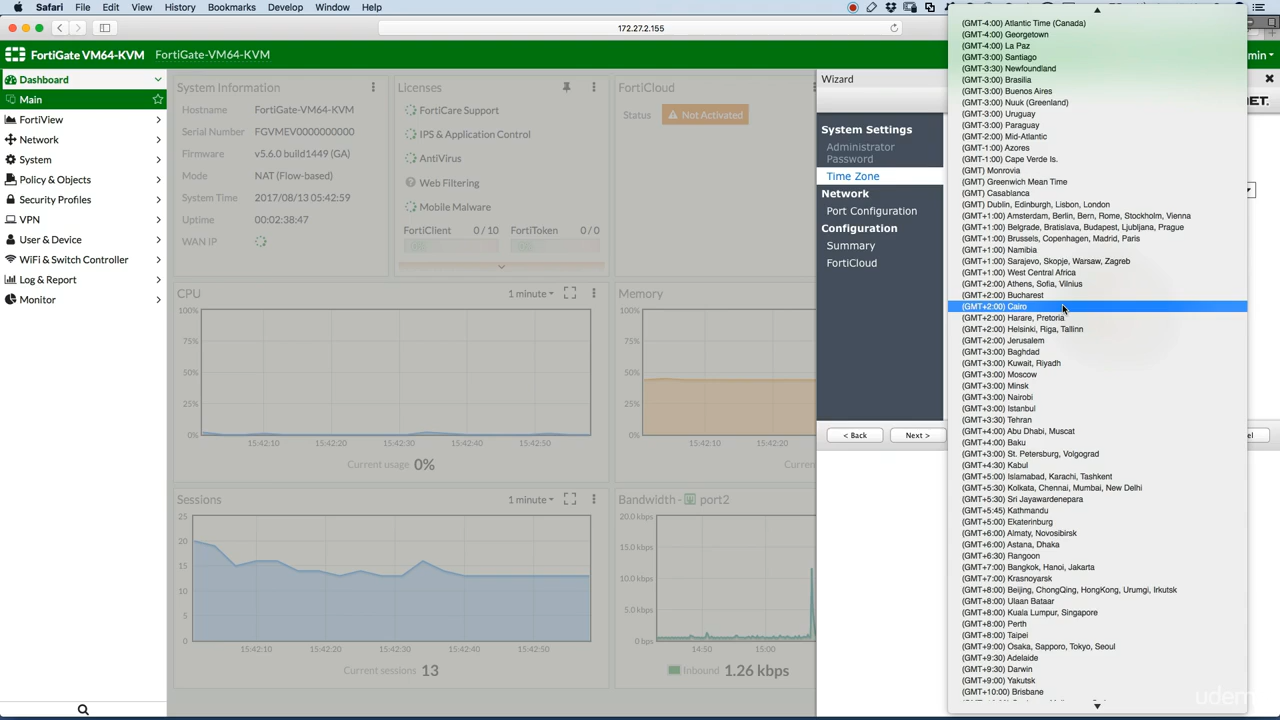 Safari File Edit View History Bookmarks Develop Window Help
172.27.2.155
FortiGate VM64-KVM FortiGate-VM64-KVM
Dashboard
Main
FortiView
Network
System
Policy & Objects
Security Profiles
VPN
User & Device
WiFi & Switch Controller
Log & Report
Monitor
System Information
Hostname FortiGate-VM64-KVM
Serial Number FGVMEV0000000000
Firmware v5.6.0 build1449 (GA)
Mode NAT (Flow-based)
System Time 2017/08/13 05:42:59
Uptime 00:02:38:47
WAN IP
Licenses
FortiCare Support
IPS & Application Control
AntiVirus
Web Filtering
Mobile Malware
FortiClient 0 / 10 FortiToken 0 / 0
FortiCloud
Status Not Activated
CPU 1 minute
100%
75%
50%
25%
0%
15:42:10 15:42:20 15:42:30 15:42:40 15:42:50
Current usage 0%
Memory
100%
75%
50%
25%
0%
15:42:10 15:42:20
Curren
Sessions 1 minute
25
20
15
10
5
0
15:42:10 15:42:20 15:42:30 15:42:40 15:42:50
Current sessions 13
Bandwidth - port2
20.0 kbps
15.0 kbps
10.0 kbps
5.0 kbps
0 bps
14:50 15:00
Inbound 1.26 kbps
Wizard
System Settings
Administrator
Password
Time Zone
Network
Port Configuration
Configuration
Summary
FortiCloud
< Back Next >
el
min
NET.
(GMT-4:00) Atlantic Time (Canada)
(GMT-4:00) Georgetown
(GMT-4:00) La Paz
(GMT-3:00) Santiago
(GMT-3:30) Newfoundland
(GMT-3:00) Brasilia
(GMT-3:00) Buenos Aires
(GMT-3:00) Nuuk (Greenland)
(GMT-3:00) Uruguay
(GMT-3:00) Paraguay
(GMT-2:00) Mid-Atlantic
(GMT-1:00) Azores
(GMT-1:00) Cape Verde Is.
(GMT) Monrovia
(GMT) Greenwich Mean Time
(GMT) Casablanca
(GMT) Dublin, Edinburgh, Lisbon, London
(GMT+1:00) Amsterdam, Berlin, Bern, Rome, Stockholm, Vienna
(GMT+1:00) Belgrade, Bratislava, Budapest, Ljubljana, Prague
(GMT+1:00) Brussels, Copenhagen, Madrid, Paris
(GMT+1:00) Namibia
(GMT+1:00) Sarajevo, Skopje, Warsaw, Zagreb
(GMT+1:00) West Central Africa
(GMT+2:00) Athens, Sofia, Vilnius
(GMT+2:00) Bucharest
(GMT+2:00) Cairo
(GMT+2:00) Harare, Pretoria
(GMT+2:00) Helsinki, Riga, Tallinn
(GMT+2:00) Jerusalem
(GMT+3:00) Baghdad
(GMT+3:00) Kuwait, Riyadh
(GMT+3:00) Moscow
(GMT+3:00) Minsk
(GMT+3:00) Nairobi
(GMT+3:00) Istanbul
(GMT+3:30) Tehran
(GMT+4:00) Abu Dhabi, Muscat
(GMT+4:00) Baku
(GMT+3:00) St. Petersburg, Volgograd
(GMT+4:30) Kabul
(GMT+5:00) Islamabad, Karachi, Tashkent
(GMT+5:30) Kolkata, Chennai, Mumbai, New Delhi
(GMT+5:30) Sri Jayawardenepara
(GMT+5:45) Kathmandu
(GMT+5:00) Ekaterinburg
(GMT+6:00) Almaty, Novosibirsk
(GMT+6:00) Astana, Dhaka
(GMT+6:30) Rangoon
(GMT+7:00) Bangkok, Hanoi, Jakarta
(GMT+7:00) Krasnoyarsk
(GMT+8:00) Beijing, ChongQing, HongKong, Urumgi, Irkutsk
(GMT+8:00) Ulaan Bataar
(GMT+8:00) Kuala Lumpur, Singapore
(GMT+8:00) Perth
(GMT+8:00) Taipei
(GMT+9:00) Osaka, Sapporo, Tokyo, Seoul
(GMT+9:30) Adelaide
(GMT+9:30) Darwin
(GMT+9:00) Yakutsk
(GMT+10:00) Brisbane
udem